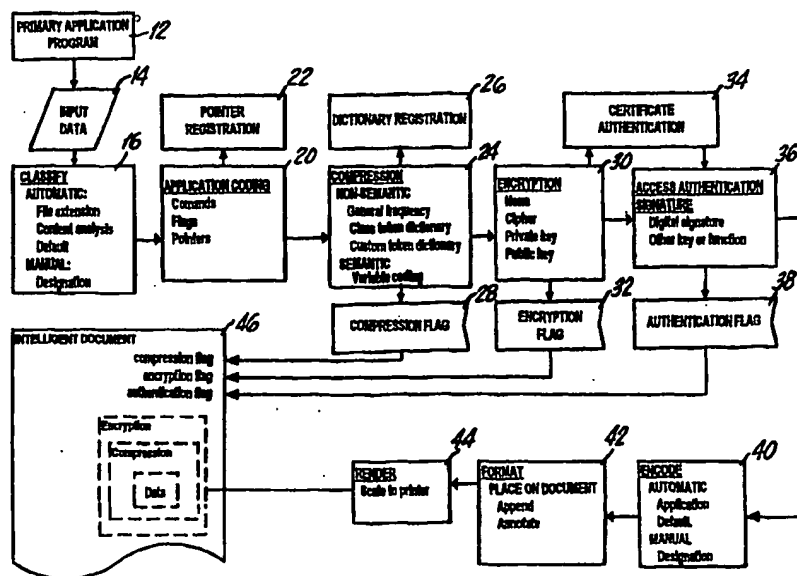 PRIMARY APPLICATION
PROGRAM
12
INPUT
DATA
14
CLASSIFY
AUTOMATIC:
File extension
Content analysis
Default
MANUAL:
Designation
16
POINTER
REGISTRATION
22
APPLICATION CODING
Comands
Flags
Pointers
20
DICTIONARY REGISTRATION
26
COMPRESSION
NON-SEMANTIC
General frequency
Class token dictionary
Custom token dictionary
SEMANTIC
Variable coding
24
COMPRESSION FLAG
28
ENCRYPTION
None
Cipher
Private key
Public key
30
ENCRYPTION
FLAG
32
CERTIFICATE
AUTHENTICATION
34
ACCESS AUTHENTICATION
SIGNATURE
Digital signature
Other key or function
36
AUTHENTICATION FLAG
38
ENCODE
AUTOMATIC
Application
Default
MANUAL
Designation
40
FORMAT
PLACE ON DOCUMENT
Append
Annotate
42
RENDER
Scale to printer
44
INTELLIGENT DOCUMENT
46
compression flag
encryption flag
authentication flag
Encryption
Compression
Data